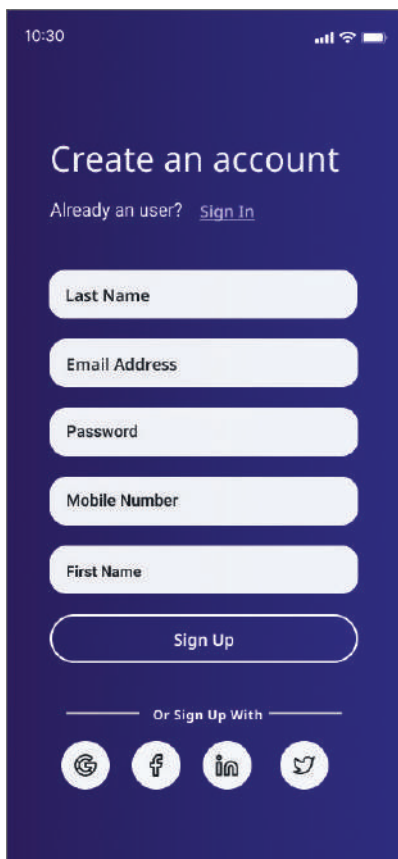 10:30
Create an account
Already an user? Sign In
Last Name
Email Address
Password
Mobile Number
First Name
Sign Up
Or Sign Up With